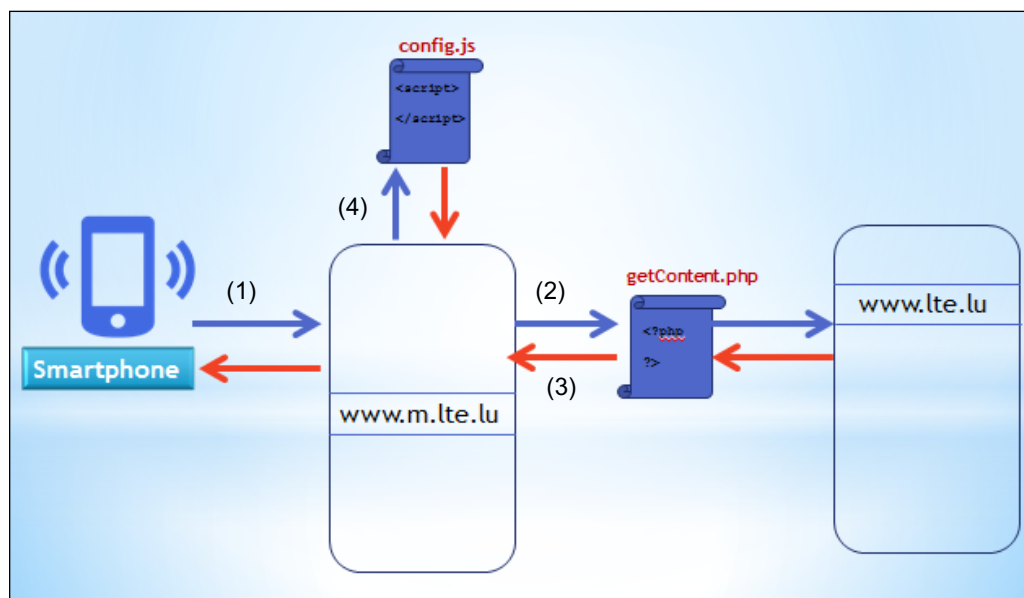 config.js
<script>
</script>
(4)
(1)
(2)
getContent.php
<?php
?>
www.lte.lu
Smartphone
(3)
www.m.lte.lu